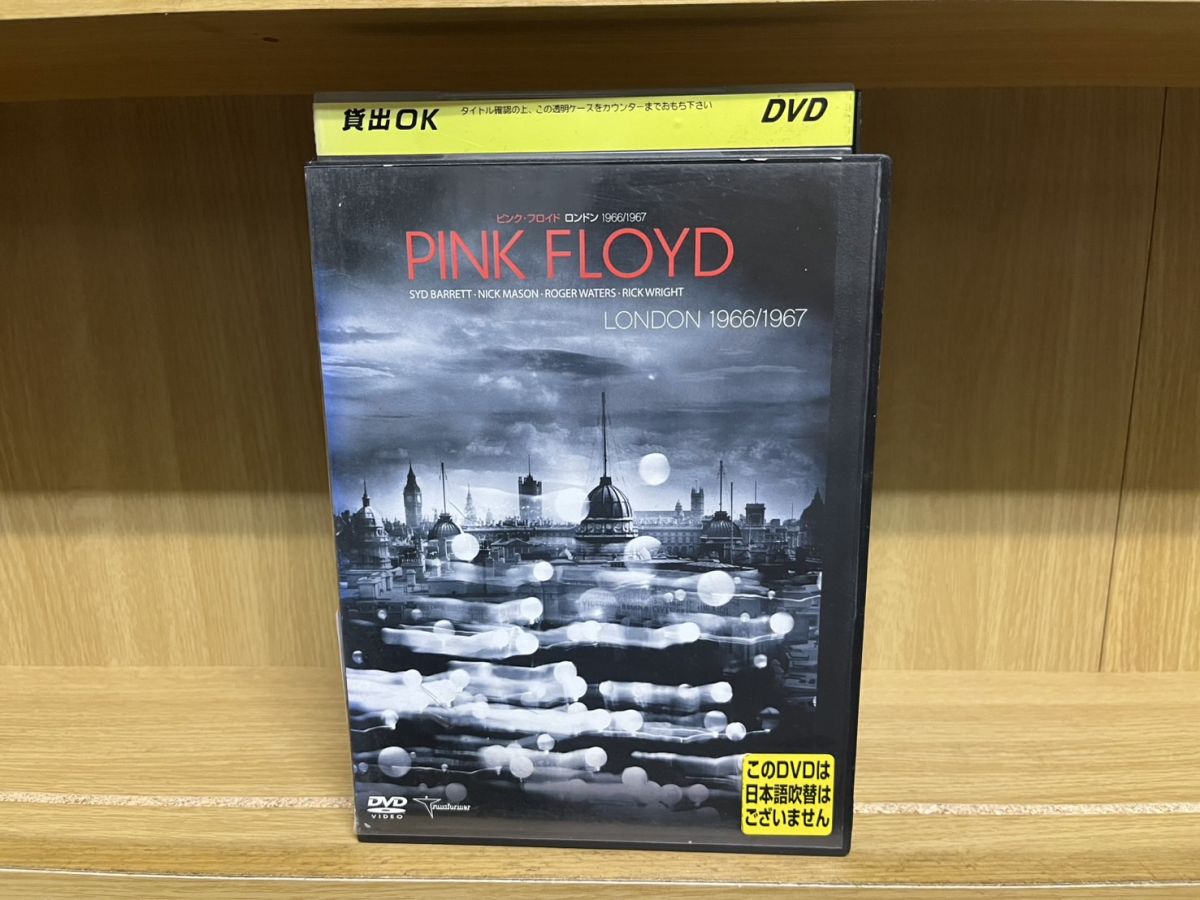 貸出OK
タイトル確認の上、この透明ケースをカウンターまでおもち下さい
DVD
ピンク・フロイド ロンドン 1966/1967
PINK FLOYD
SYD BARRETT · NICK MASON · ROGER WATERS · RICK WRIGHT
LONDON 1966/1967
このDVDは
日本語吹替は
ございません
DVD
VIDEO
Transformer